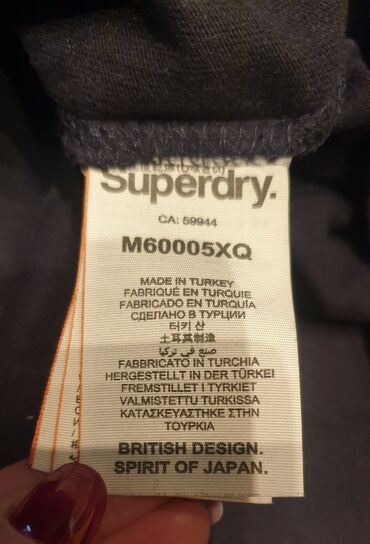 Superdry.
CA: 59944
M60005XQ
MADE IN TURKEY
FABRIQUÉ EN TURQUIE
FABRICADO EN TURQUÍA
СДЕЛАНО В ТУРЦИИ
터키 산
土耳其制造
صنع في تركيا
FABBRICATO IN TURCHIA
HERGESTELLT IN DER TÜRKEI
FREMSTILLET I TYRKIET
VALMISTETTU TURKISSA
ΚΑΤΑΣΚΕΥΑΣΤΗΚΕ ΣΤΗΝ
ΤΟΥΡΚΙΑ
BRITISH DESIGN.
SPIRIT OF JAPAN.